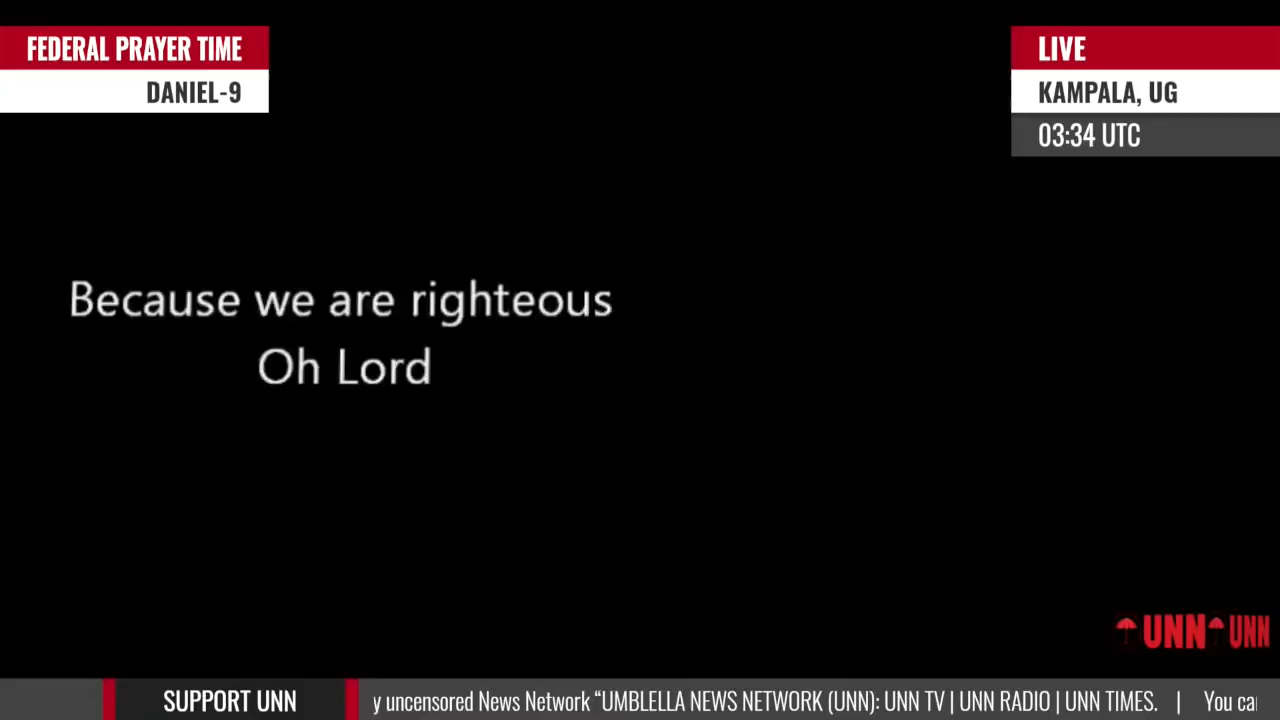 FEDERAL PRAYER TIME
DANIEL-9
LIVE
KAMPALA, UG
03:34 UTC
Because we are righteous
Oh Lord
UNN UNN
SUPPORT UNN
y uncensored News Network “UMBLELLA NEWS NETWORK (UNN): UNN TV | UNN RADIO | UNN TIMES. | You ca